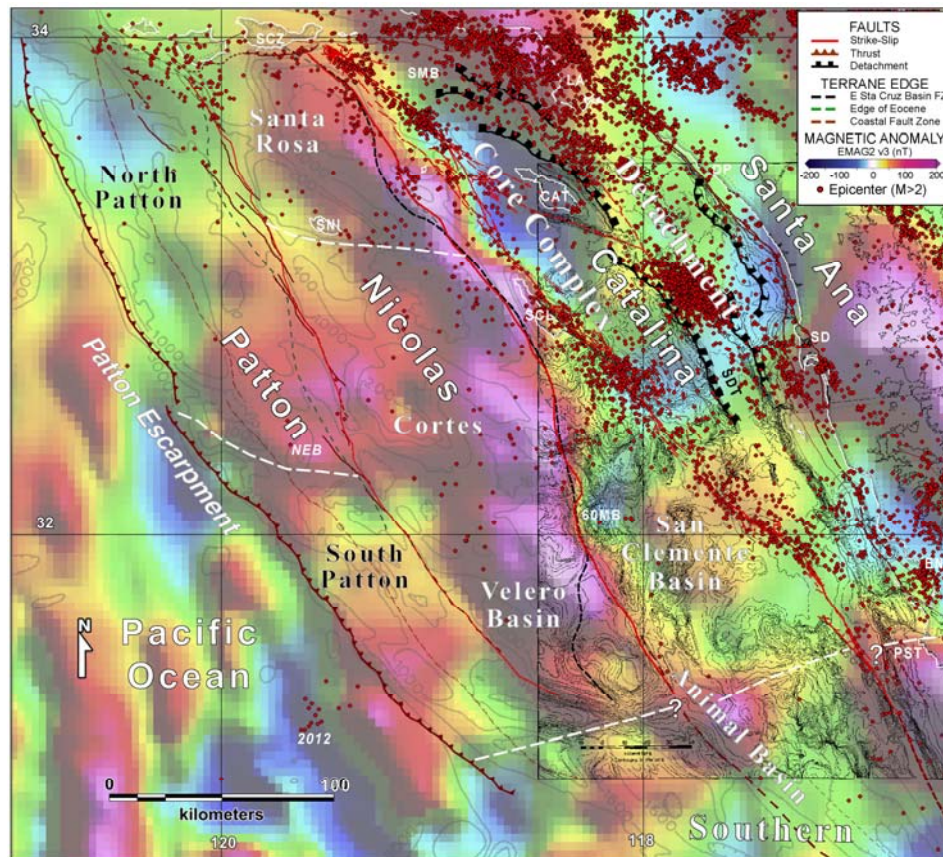 34
SCZ
SMB
LA
FAULTS
Strike-Slip
Thrust
Detachment
TERRANE EDGE
E Sta Cruz Basin FZ
Edge of Eocene
Coastal Fault Zone
MAGNETIC ANOMALY
EMAG2 v3 (nT)
-200 -100 0 100 200
Epicenter (M>2)
Santa
Rosa
North
Patton
SNI
Core Complex
CAT
Detachment
DP
Santa Ana
Catalina
SCL
SDT
SD
Nicolas
Patton
Cortes
NEB
Patton Escarpment
32
South
Patton
60MB
San
Clemente
Basin
Velero
Basin
N
Pacific
Ocean
?
PST
?
Animal Basin
2012
0 100
kilometers
Southern
120
118